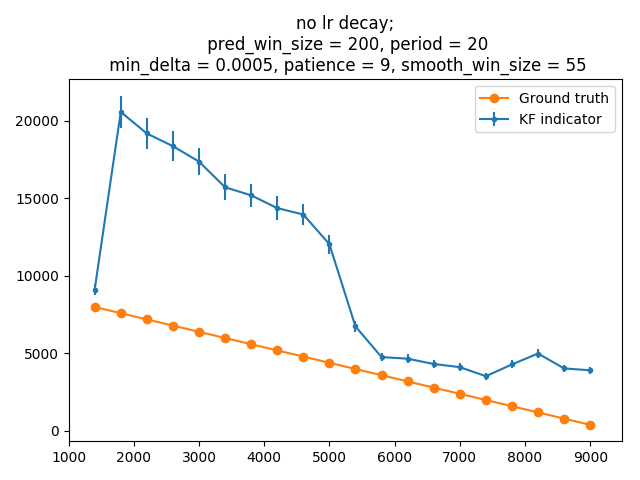 no lr decay;
pred_win_size = 200, period = 20
min_delta = 0.0005, patience = 9, smooth_win_size = 55
Ground truth
KF indicator
20000
15000
10000
5000
0
1000 2000 3000 4000 5000 6000 7000 8000 9000